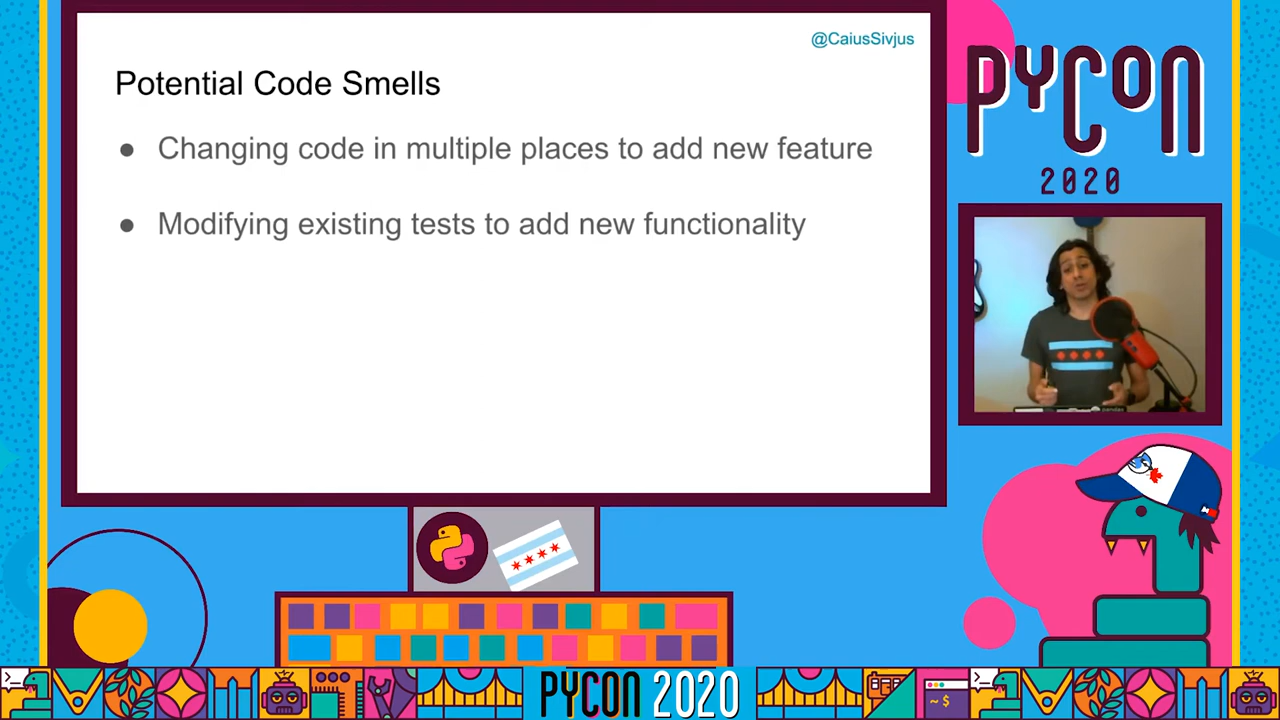 @CaiusSivjus
Potential Code Smells
● Changing code in multiple places to add new feature
● Modifying existing tests to add new functionality
PYCON
2020
pandas
>_
PYCON 2020
~$
>_